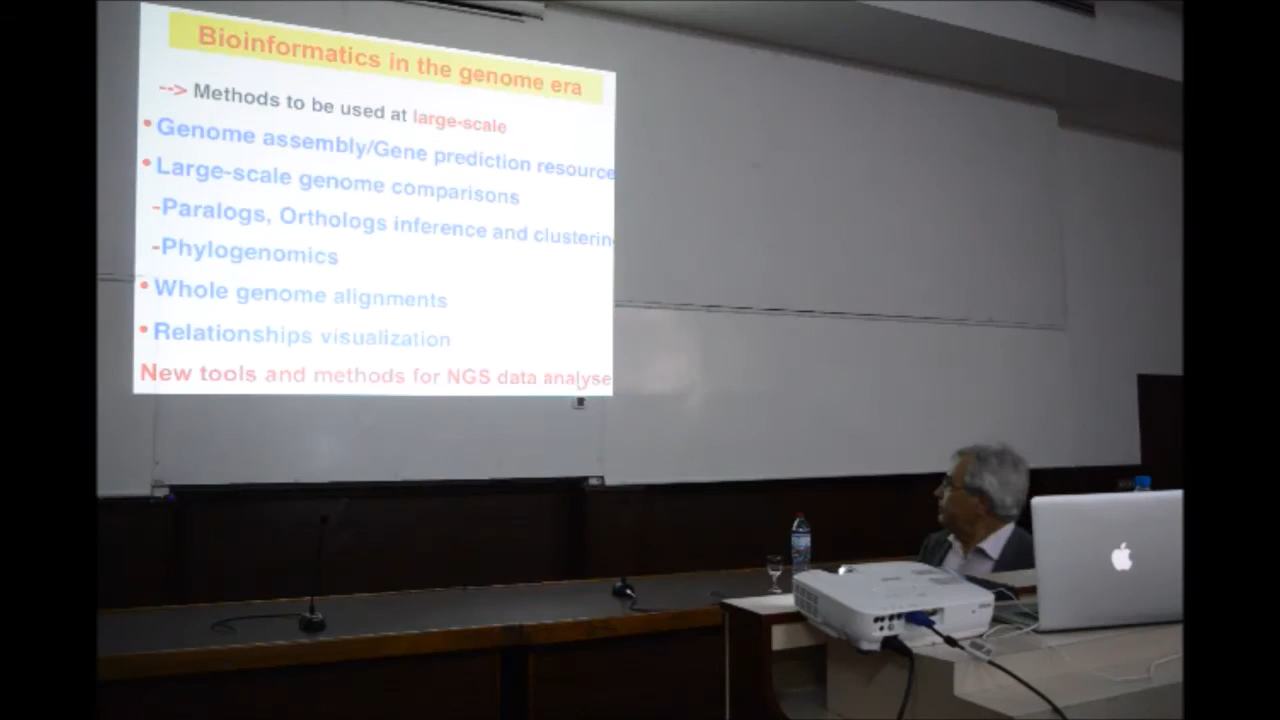 Bioinformatics in the genome era
--> Methods to be used at large-scale
• Genome assembly/Gene prediction resource
• Large-scale genome comparisons
-Paralogs, Orthologs inference and clusterin
-Phylogenomics
• Whole genome alignments
• Relationships visualization
New tools and methods for NGS data analyse